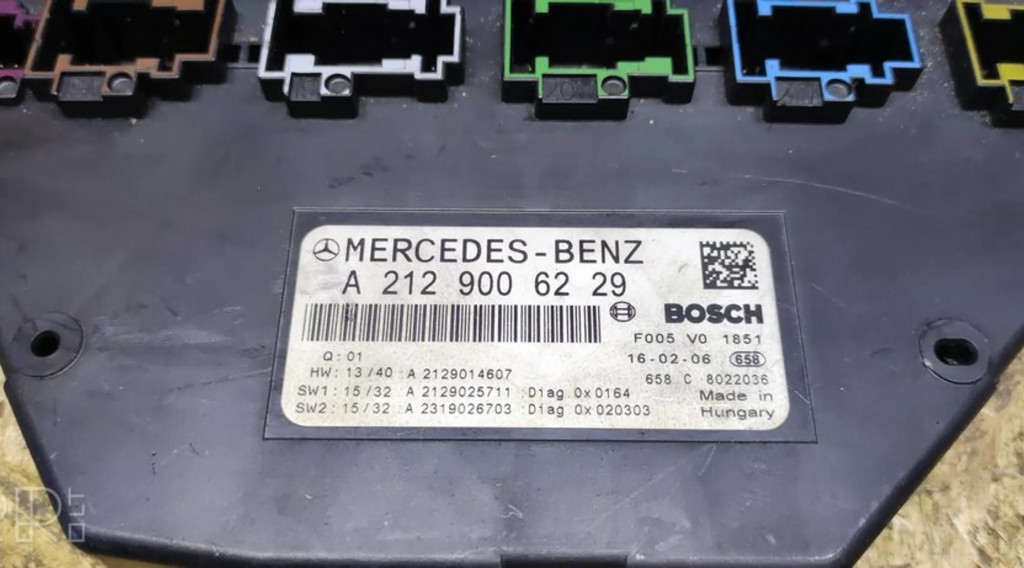 MERCEDES-BENZ
A 212 900 62 29
BOSCH
F005 V0 1851
Q: 01
16-02-06 658
HW: 13/40 : A 2129014607
658 C 8022036
SW1: 15/32 : A 2129025711 : Diag. 0x0164
Made in
SW2: 15/32 : A 2319026703 : Diag 0x020303
Hungary